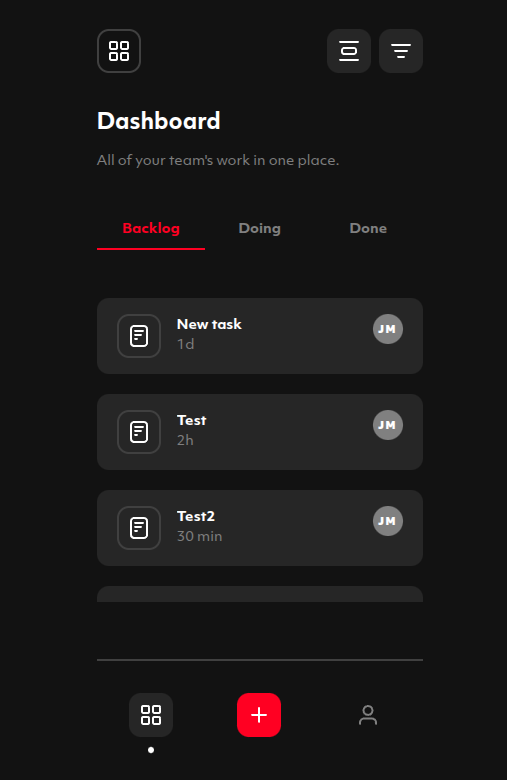 Dashboard
All of your team's work in one place.
Backlog Doing Done
New task JM
1d
Test JM
2h
Test2 JM
30 min